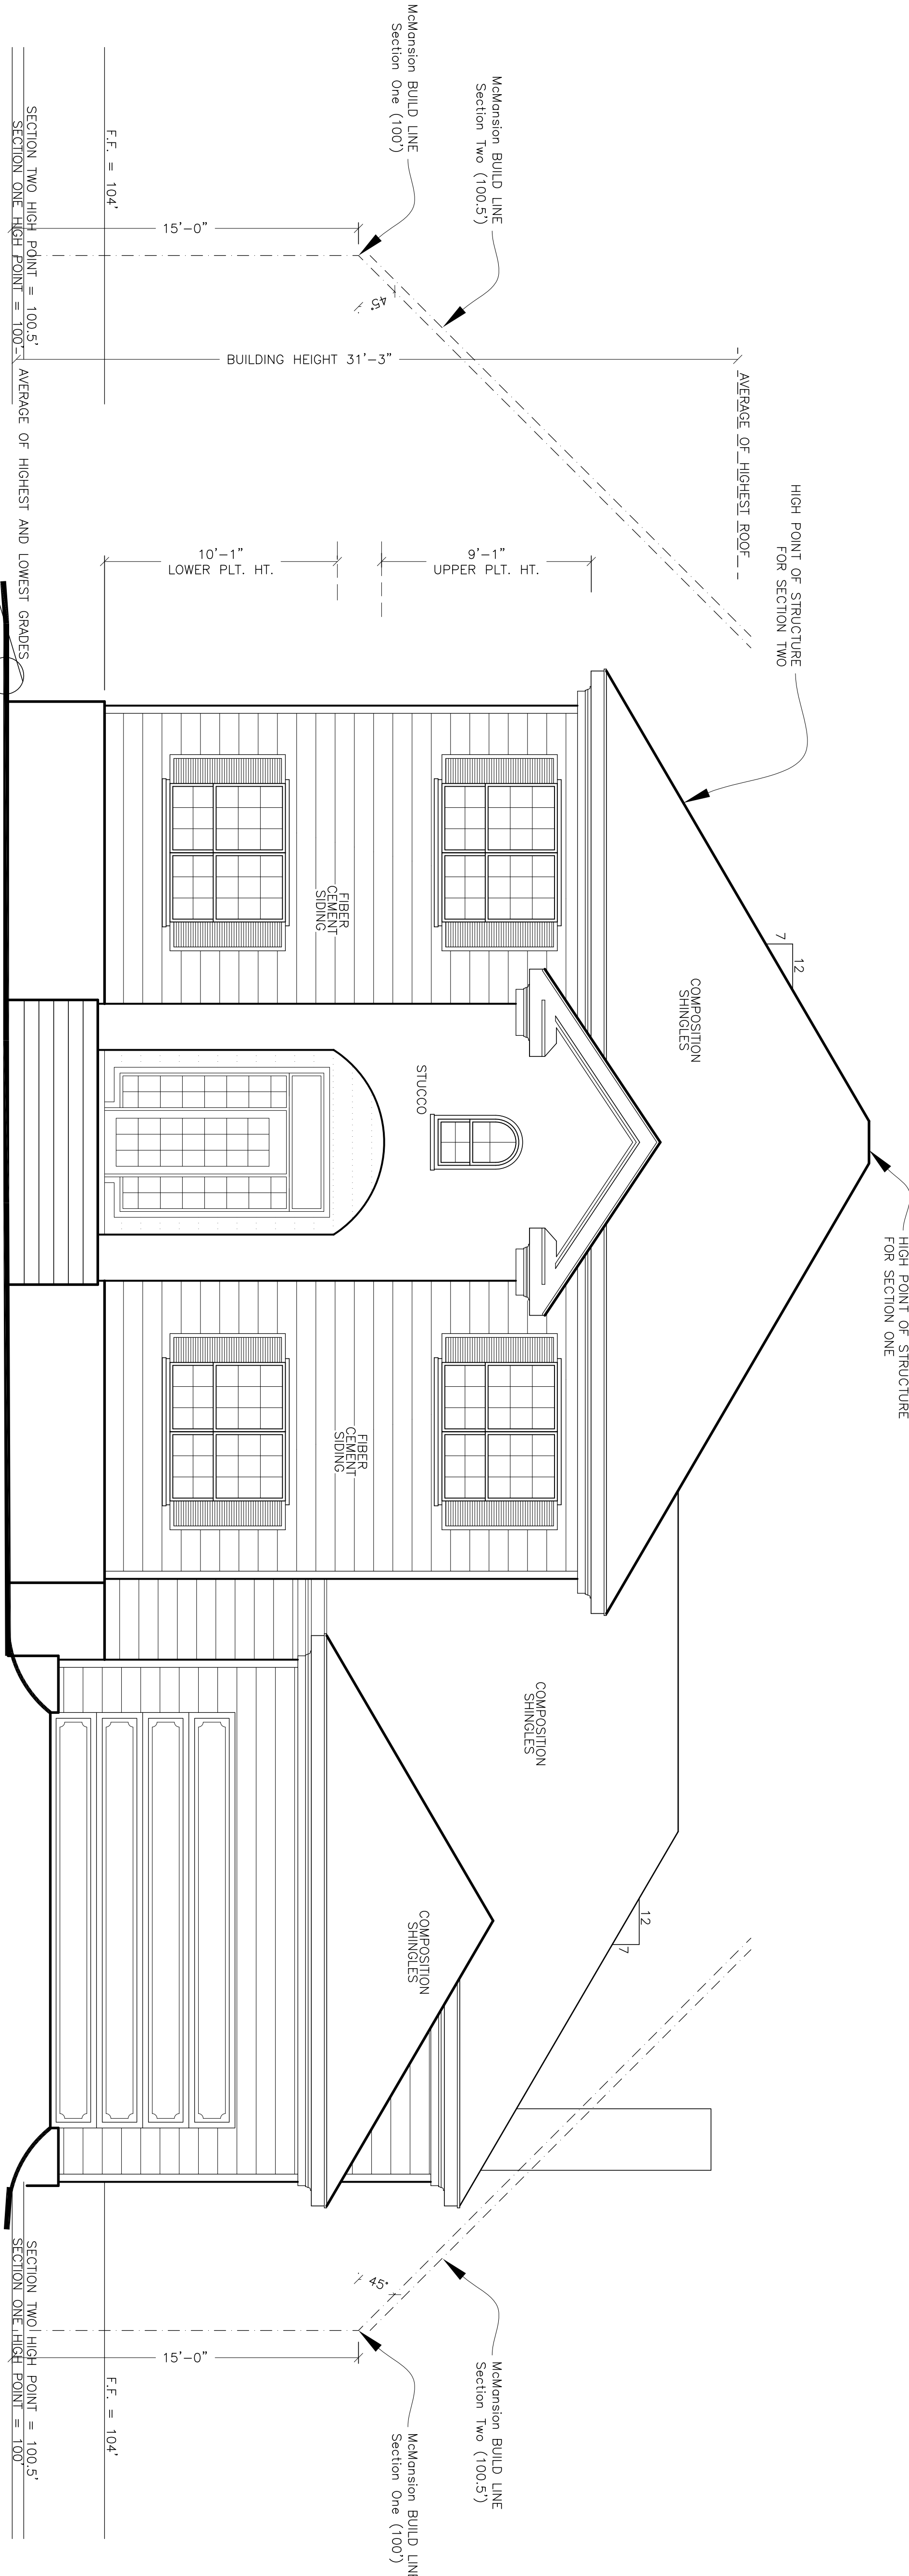 HIGH POINT OF STRUCTURE
FOR SECTION ONE
HIGH POINT OF STRUCTURE
FOR SECTION TWO
AVERAGE OF HIGHEST ROOF
McMansion BUILD LINE
Section Two (100.5')
McMansion BUILD LINE
Section One (100')
45°
15'-0"
BUILDING HEIGHT 31'-3"
9'-1"
UPPER PLT. HT.
10'-1"
LOWER PLT. HT.
F.F. = 104'
SECTION TWO HIGH POINT = 100.5'
SECTION ONE HIGH POINT = 100'
AVERAGE OF HIGHEST AND LOWEST GRADES
12
7
COMPOSITION
SHINGLES
STUCCO
FIBER
CEMENT
SIDING
FIBER
CEMENT
SIDING
COMPOSITION
SHINGLES
COMPOSITION
SHINGLES
12
7
McMansion BUILD LINE
Section Two (100.5')
McMansion BUILD LINE
Section One (100')
45°
15'-0"
F.F. = 104'
SECTION TWO HIGH POINT = 100.5'
SECTION ONE HIGH POINT = 100'